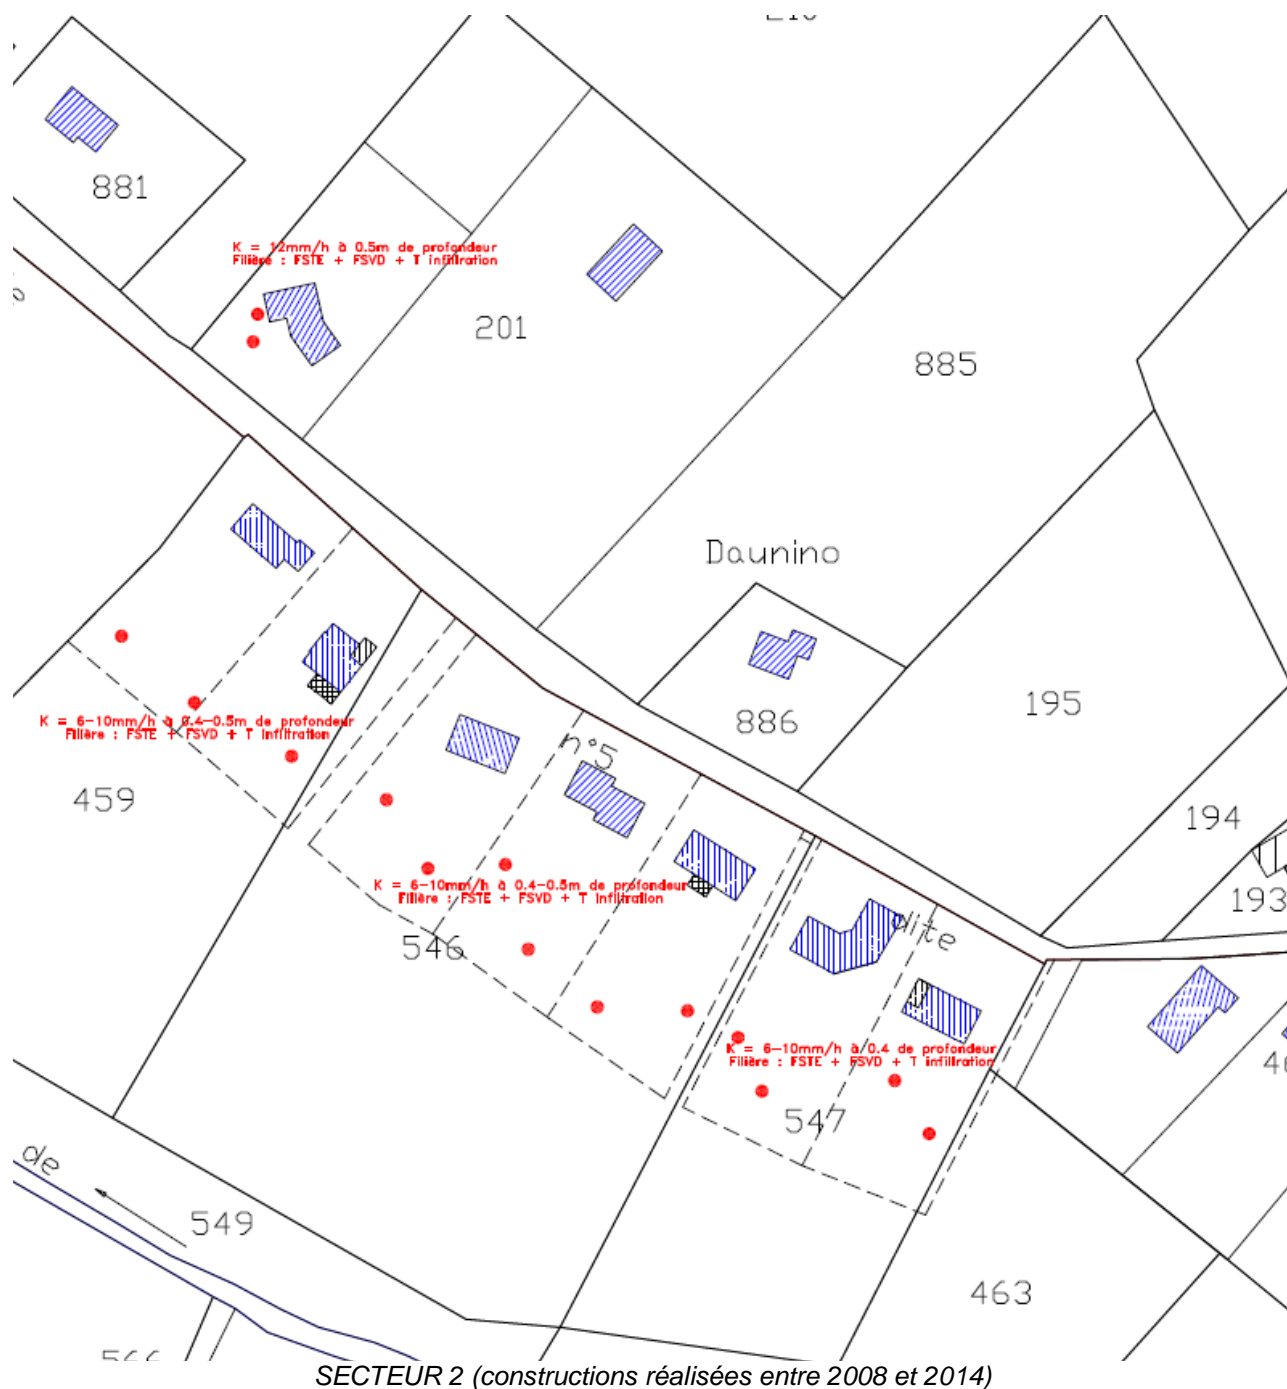 881
K = 12mm/h à 0.5m de profondeur
Filière : FSTE + FSVD + T infiltration
201
885
Daunino
886
195
194
193
K = 6-10mm/h à 0.4-0.5m de profondeur
Filière : FSTE + FSVD + T infiltration
459
n°5
K = 6-10mm/h à 0.4-0.5m de profondeur
Filière : FSTE + FSVD + T infiltration
546
dite
K = 6-10mm/h à 0.4 de profondeur
Filière : FSTE + FSVD + T infiltration
547
de
549
463
SECTEUR 2 (constructions réalisées entre 2008 et 2014)